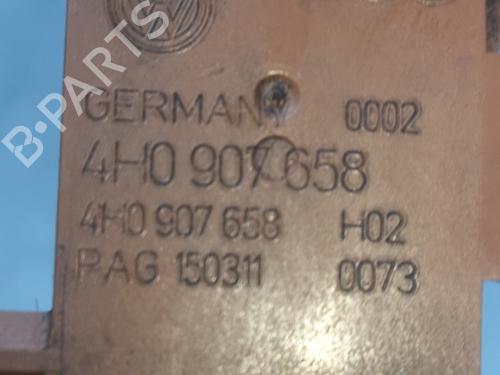 B-PARTS
GERMANY 0002
4H0 907 658
4H0 907 658 H02
PAG 150311 0073